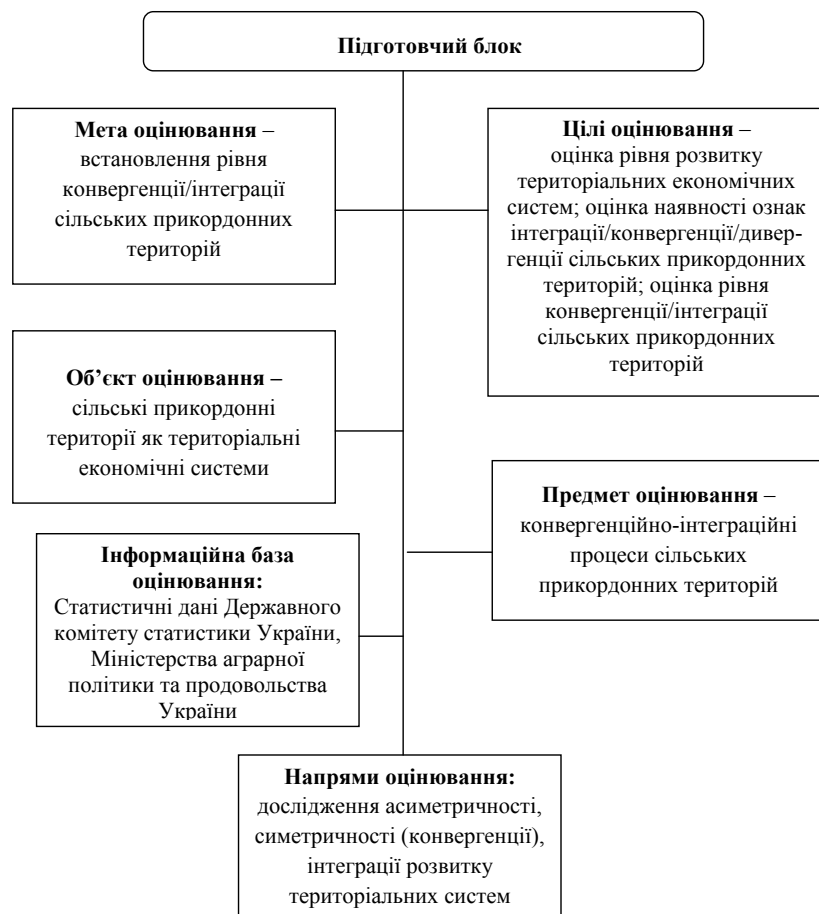 Підготовчий блок
Мета оцінювання –
встановлення рівня
конвергенції/інтеграції
сільських прикордонних
територій
Цілі оцінювання –
оцінка рівня розвитку
територіальних економічних
систем; оцінка наявності ознак
інтеграції/конвергенції/дивер-
генції сільських прикордонних
територій; оцінка рівня
конвергенції/інтеграції
сільських прикордонних
територій
Об’єкт оцінювання –
сільські прикордонні
території як територіальні
економічні системи
Предмет оцінювання –
конвергенційно-інтеграційні
процеси сільських
прикордонних територій
Інформаційна база
оцінювання:
Статистичні дані Державного
комітету статистики України,
Міністерства аграрної
політики та продовольства
України
Напрями оцінювання:
дослідження асиметричності,
симетричності (конвергенції),
інтеграції розвитку
територіальних систем